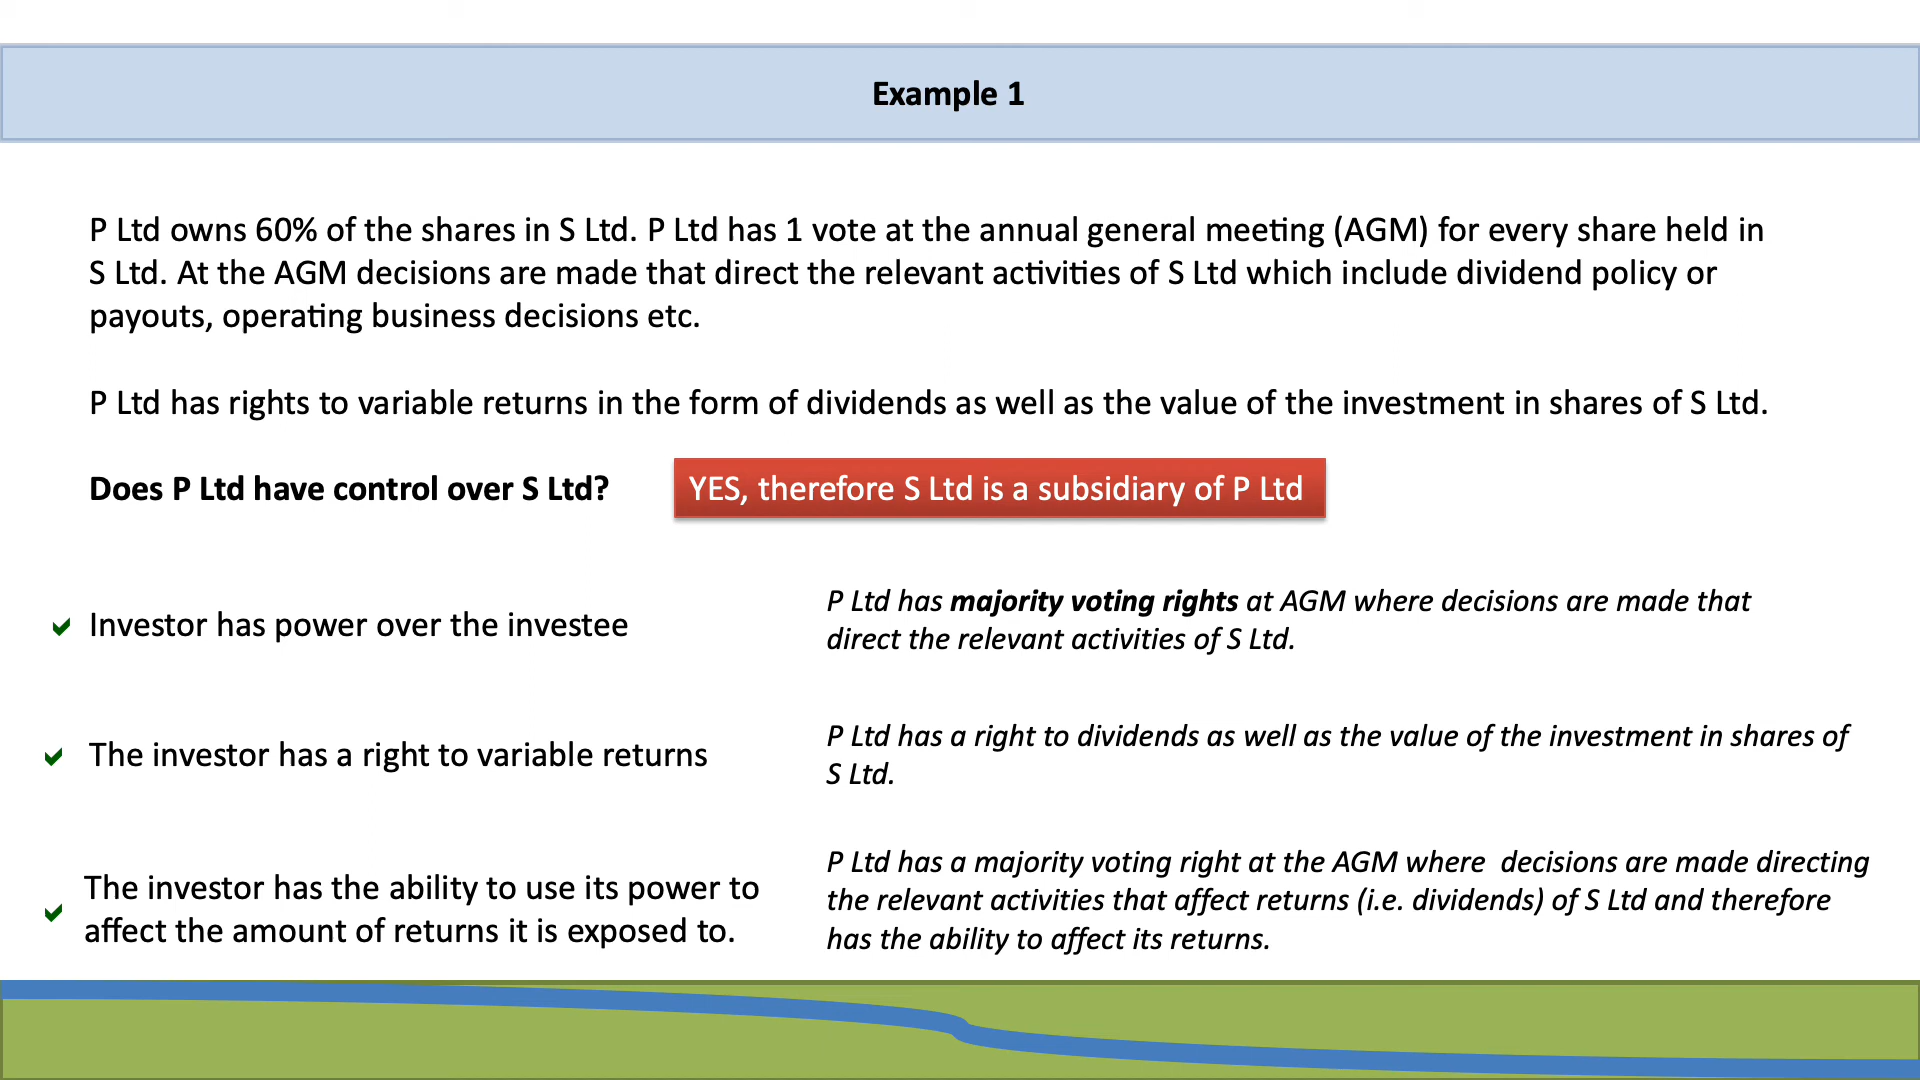 Example 1
P Ltd owns 60% of the shares in S Ltd. P Ltd has 1 vote at the annual general meeting (AGM) for every share held in
S Ltd. At the AGM decisions are made that direct the relevant activities of S Ltd which include dividend policy or
payouts, operating business decisions etc.
P Ltd has rights to variable returns in the form of dividends as well as the value of the investment in shares of S Ltd.
Does P Ltd have control over S Ltd?
YES, therefore S Ltd is a subsidiary of P Ltd
Investor has power over the investee
P Ltd has majority voting rights at AGM where decisions are made that
direct the relevant activities of S Ltd.
The investor has a right to variable returns
P Ltd has a right to dividends as well as the value of the investment in shares of
S Ltd.
The investor has the ability to use its power to
affect the amount of returns it is exposed to.
P Ltd has a majority voting right at the AGM where  decisions are made directing
the relevant activities that affect returns (i.e. dividends) of S Ltd and therefore
has the ability to affect its returns.